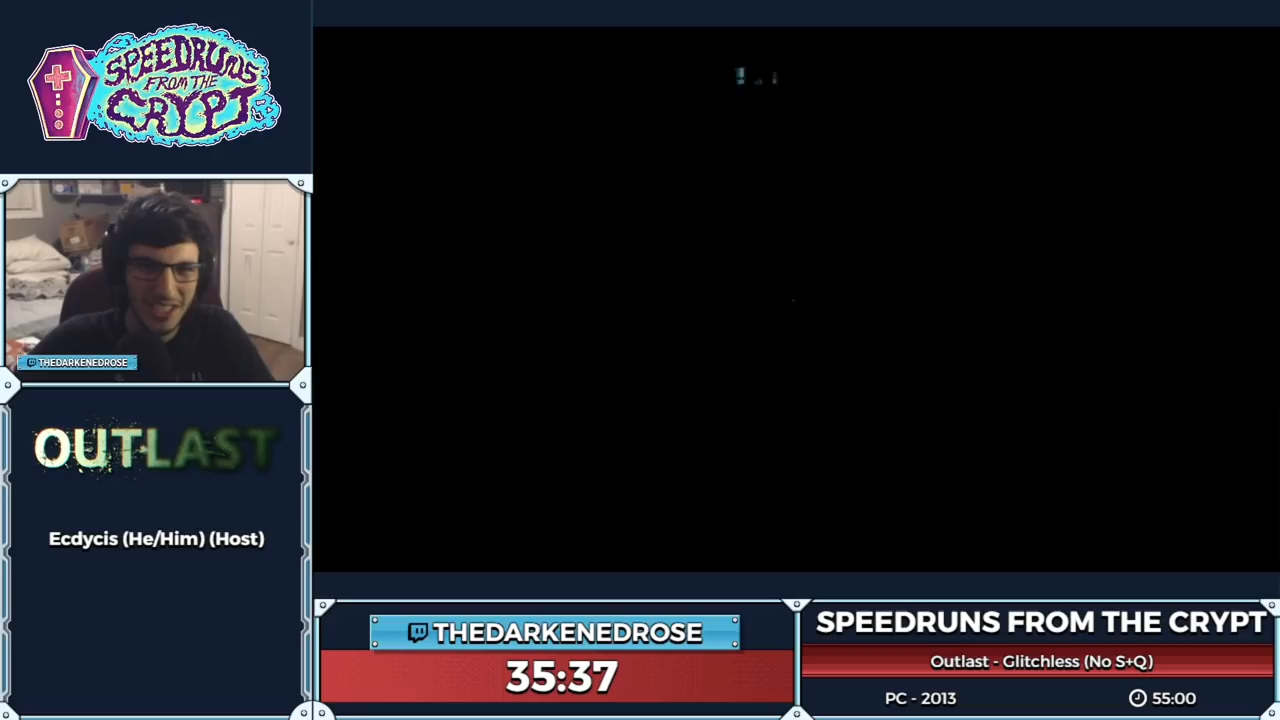 SPEEDRUNS
FROM THE
CRYPT
THEDARKENEDROSE
OUTLAST
Ecdycis (He/Him) (Host)
THEDARKENEDROSE
35:37
SPEEDRUNS FROM THE CRYPT
Outlast - Glitchless (No S+Q)
PC - 2013
55:00